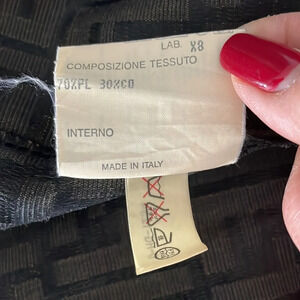 LAB. X8
COMPOSIZIONE TESSUTO
70%PL 30%CO
INTERNO
MADE IN ITALY